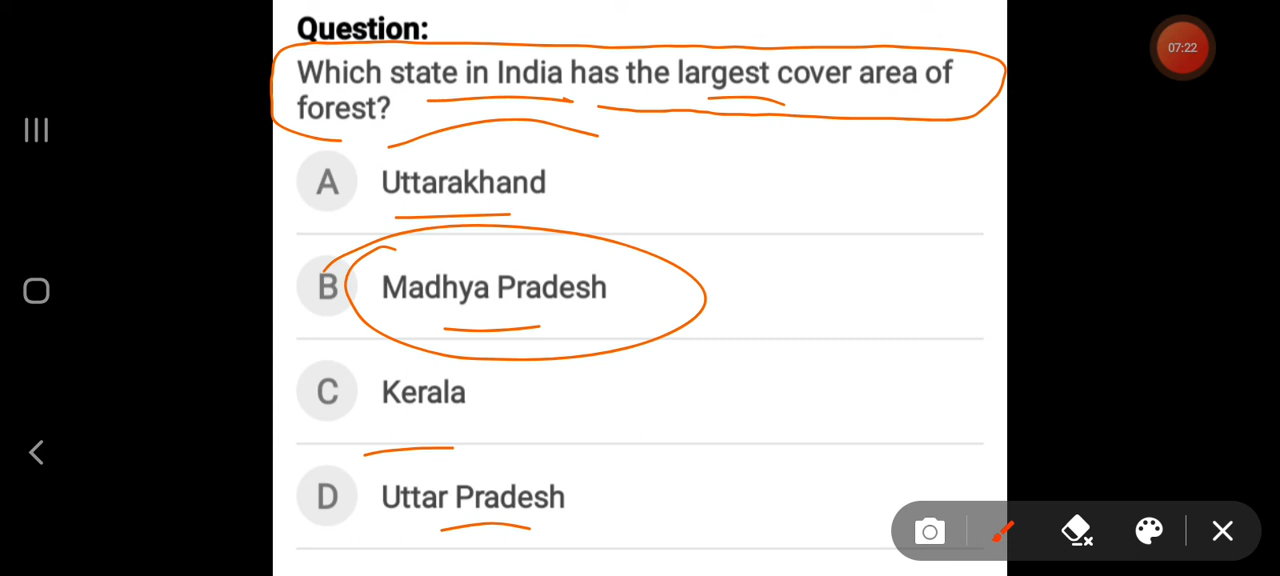 Question:
07:22
Which state in India has the largest cover area of
forest?
A Uttarakhand
B Madhya Pradesh
C Kerala
D Uttar Pradesh